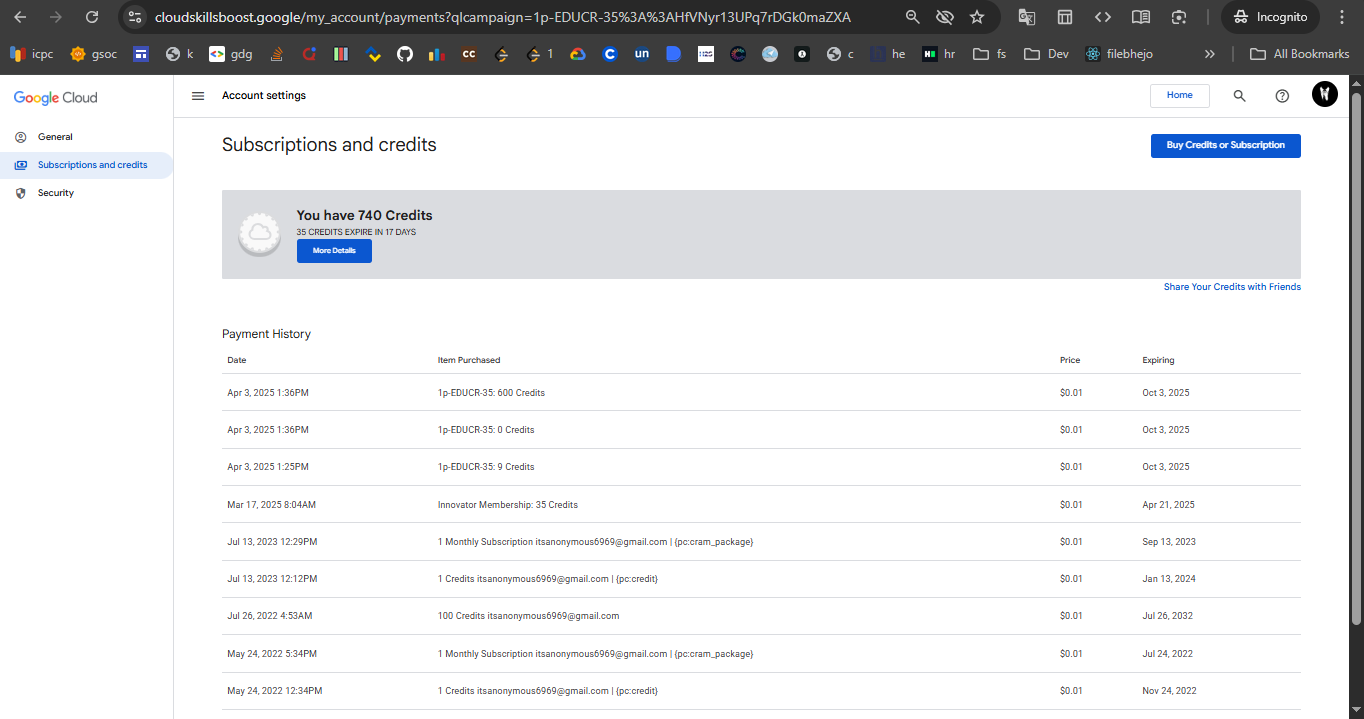 cloudskillsboost.google/my_account/payments?qlcampaign=1p-EDUCR-35%3A%3AHfVNyr13UPq7rDGk0maZXA
Incognito
icpc gsoc k gdg 1 c he hr fs Dev filebhejo » All Bookmarks
Google Cloud
Account settings
Home
General
Subscriptions and credits
Security
Subscriptions and credits
Buy Credits or Subscription
You have 740 Credits
35 CREDITS EXPIRE IN 17 DAYS
More Details
Share Your Credits with Friends
Payment History
Date Item Purchased Price Expiring
Apr 3, 2025 1:36PM 1p-EDUCR-35: 600 Credits $0.01 Oct 3, 2025
Apr 3, 2025 1:36PM 1p-EDUCR-35: 0 Credits $0.01 Oct 3, 2025
Apr 3, 2025 1:25PM 1p-EDUCR-35: 9 Credits $0.01 Oct 3, 2025
Mar 17, 2025 8:04AM Innovator Membership: 35 Credits $0.01 Apr 21, 2025
Jul 13, 2023 12:29PM 1 Monthly Subscription itsanonymous6969@gmail.com | {pc:cram_package} $0.01 Sep 13, 2023
Jul 13, 2023 12:12PM 1 Credits itsanonymous6969@gmail.com | {pc:credit} $0.01 Jan 13, 2024
Jul 26, 2022 4:53AM 100 Credits itsanonymous6969@gmail.com $0.01 Jul 26, 2032
May 24, 2022 5:34PM 1 Monthly Subscription itsanonymous6969@gmail.com | {pc:cram_package} $0.01 Jul 24, 2022
May 24, 2022 12:34PM 1 Credits itsanonymous6969@gmail.com | {pc:credit} $0.01 Nov 24, 2022